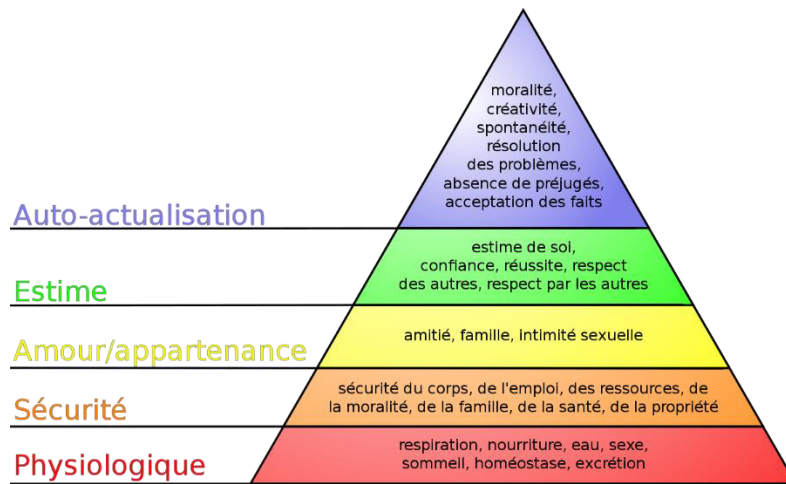 moralité,
créativité,
spontanéité,
résolution
des problèmes,
absence de préjugés,
acceptation des faits
Auto-actualisation
estime de soi,
confiance, réussite, respect
des autres, respect par les autres
Estime
amitié, famille, intimité sexuelle
Amour/appartenance
sécurité du corps, de l'emploi, des ressources, de
la moralité, de la famille, de la santé, de la propriété
Sécurité
respiration, nourriture, eau, sexe,
sommeil, homéostase, excrétion
Physiologique